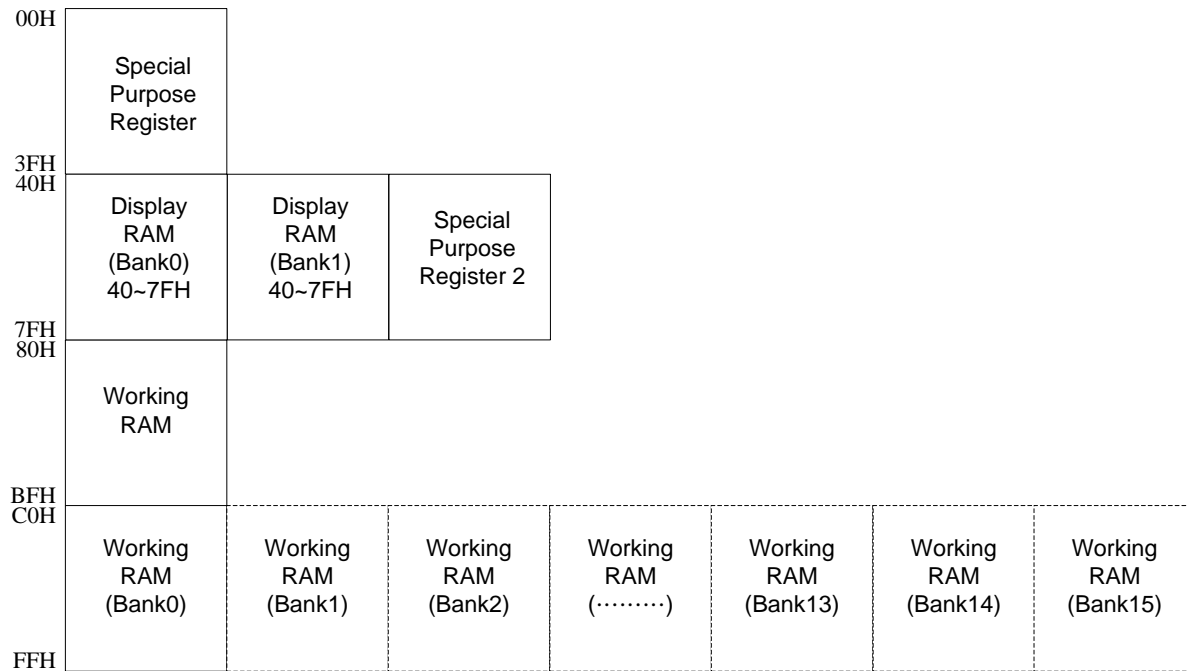 00H
Special
Purpose
Register
3FH
40H
Display
RAM
(Bank0)
40~7FH
Display
RAM
(Bank1)
40~7FH
Special
Purpose
Register 2
7FH
80H
Working
RAM
BFH
C0H
Working
RAM
(Bank0)
Working
RAM
(Bank1)
Working
RAM
(Bank2)
Working
RAM
(·········)
Working
RAM
(Bank13)
Working
RAM
(Bank14)
Working
RAM
(Bank15)
FFH